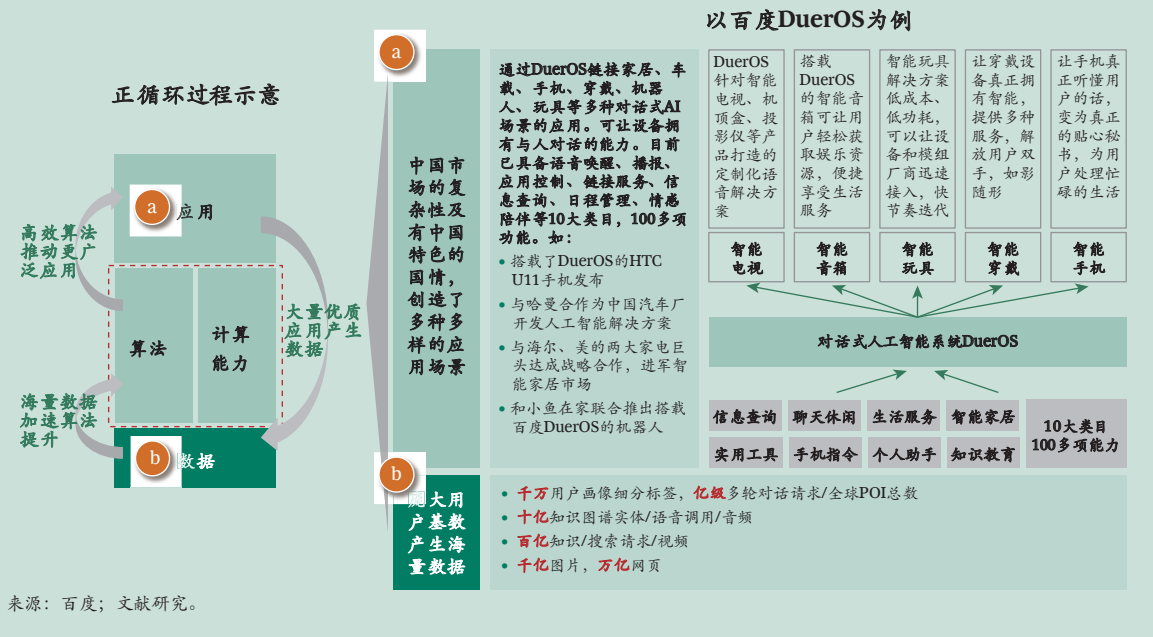 以百度DuerOS为例
正循环过程示意
a
应用
高效算法
推动更广
泛应用
算法
计算
能力
大量优质
应用产生
数据
海量数据
加速算法
提升
b
数据
a
中国市
场的复
杂性及
有中国
特色的
国情，
创造了
多种多
样的应
用场景
通过DuerOS链接家居、车
载、手机、穿戴、机器
人、玩具等多种对话式AI
场景的应用。可让设备拥
有与人对话的能力。目前
已具备语音唤醒、播报、
应用控制、链接服务、信
息查询、日程管理、情感
陪伴等10大类目，100多项
功能。如：
• 搭载了DuerOS的HTC
U11手机发布
• 与哈曼合作为中国汽车厂
开发人工智能解决方案
• 与海尔、美的两大家电巨
头达成战略合作，进军智
能家居市场
• 和小鱼在家联合推出搭载
百度DuerOS的机器人
DuerOS
针对智能
电视、机
顶盒、投
影仪等产
品打造的
定制化语
音解决方
案
搭载
DuerOS
的智能音
箱可让用
户轻松获
取娱乐资
源，便捷
享受生活
服务
智能玩具
解决方案
低成本、
低功耗，
可以让设
备和模组
厂商迅速
接入，快
节奏迭代
让穿戴设
备真正拥
有智能，
提供多种
服务，解
放用户双
手，如影
随形
让手机真
正听懂用
户的话，
变为真正
的贴心秘
书，为用
户处理忙
碌的生活
智能
电视
智能
音箱
智能
玩具
智能
穿戴
智能
手机
对话式人工智能系统DuerOS
信息查询 聊天休闲 生活服务 智能家居
实用工具 手机指令 个人助手 知识教育
10大类目
100多项能力
b
庞大用
户基数
产生海
量数据
• 千万用户画像细分标签，亿级多轮对话请求/全球POI总数
• 十亿知识图谱实体/语音调用/音频
• 百亿知识/搜索请求/视频
• 千亿图片，万亿网页
来源：百度；文献研究。